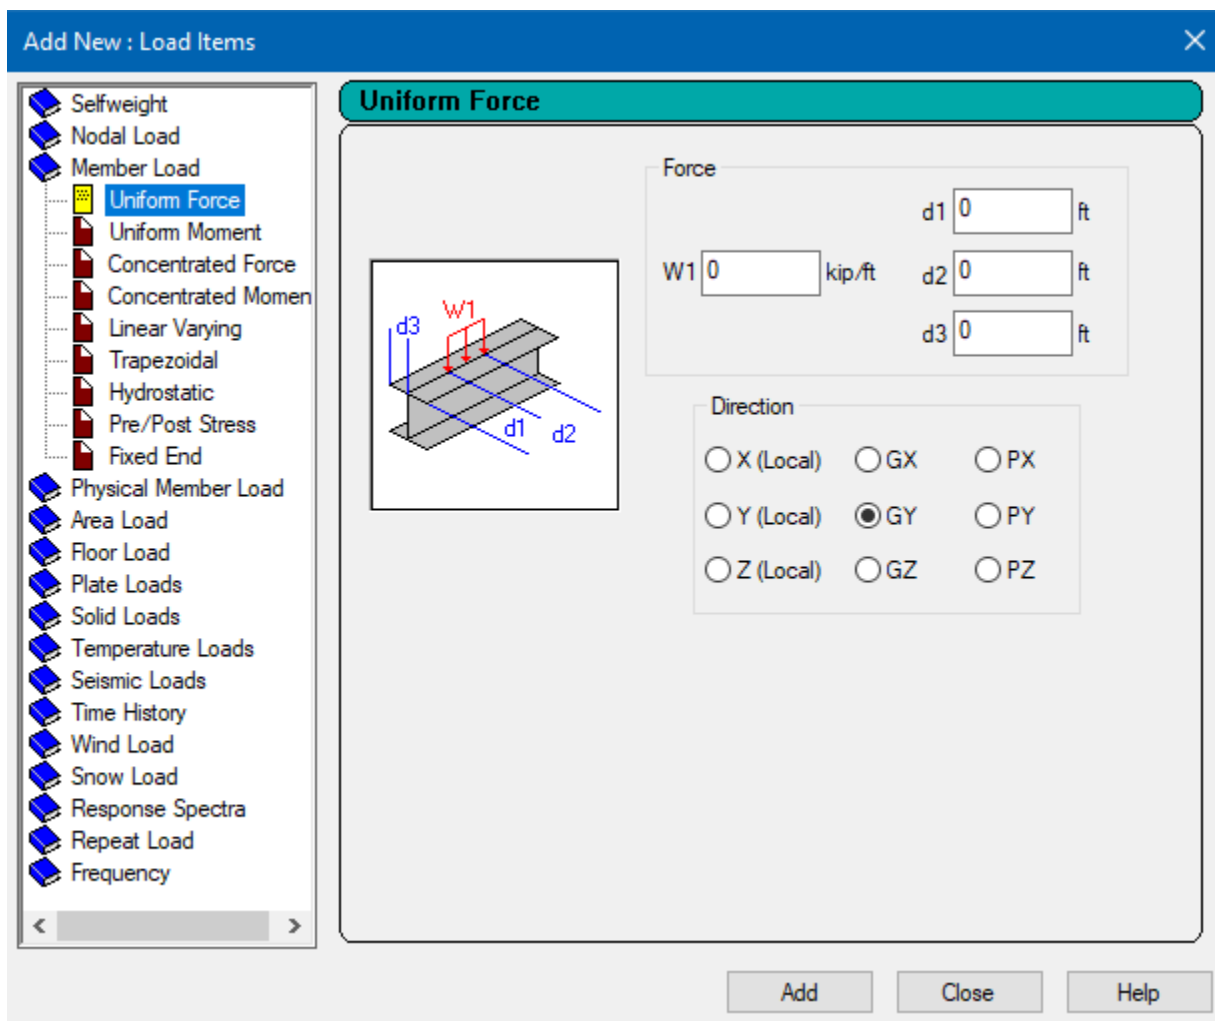 Add New : Load Items
Selfweight
Nodal Load
Member Load
Uniform Force
Uniform Moment
Concentrated Force
Concentrated Momen
Linear Varying
Trapezoidal
Hydrostatic
Pre/Post Stress
Fixed End
Physical Member Load
Area Load
Floor Load
Plate Loads
Solid Loads
Temperature Loads
Seismic Loads
Time History
Wind Load
Snow Load
Response Spectra
Repeat Load
Frequency
Uniform Force
W1
d3
d1
d2
Force
d1 0 ft
W1 0 kip/ft d2 0 ft
d3 0 ft
Direction
X (Local) GX PX
Y (Local) GY PY
Z (Local) GZ PZ
Add Close Help